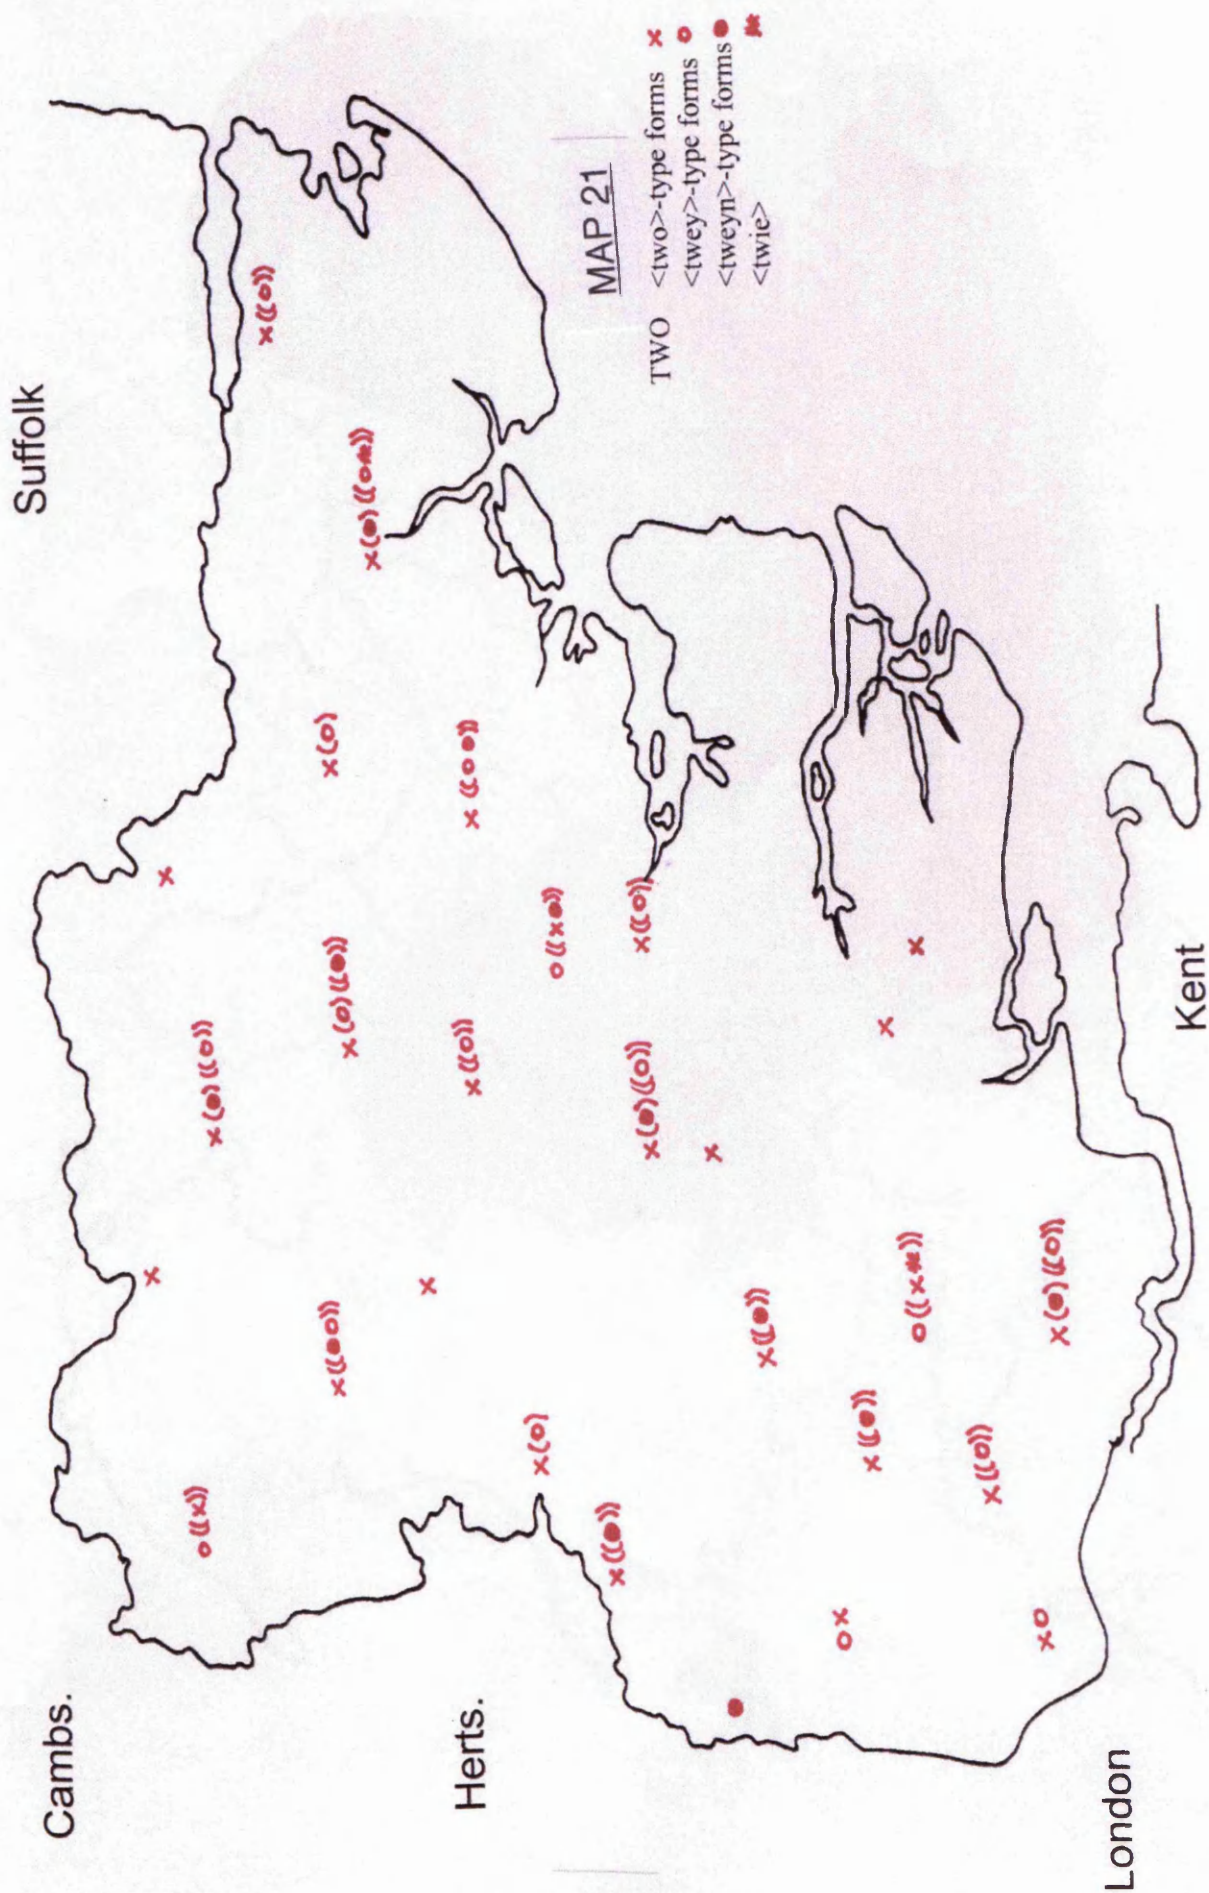 Cambs.
Suffolk
Herts.
MAP 21
TWO <two>-type forms x
<twey>-type forms o
<tweyn>-type forms ●
<twie>
London
Kent